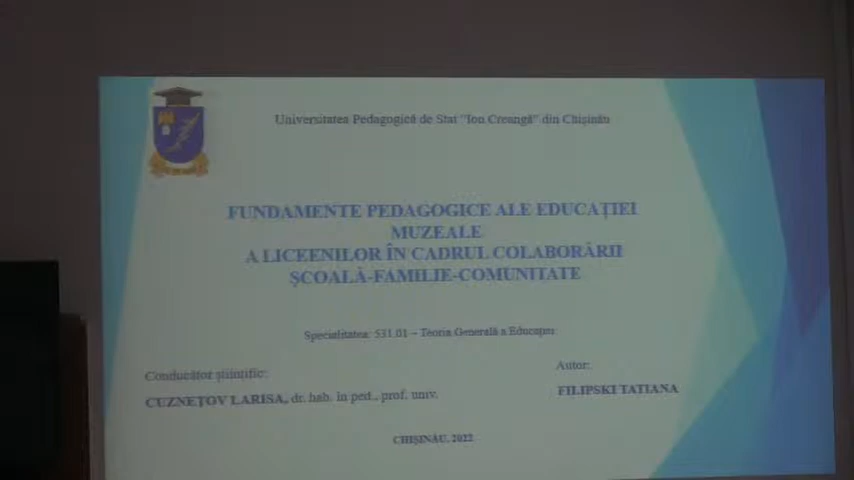 Universitatea Pedagogică de Stat "Ion Creangă" din Chișinău
FUNDAMENTE PEDAGOGICE ALE EDUCAȚIEI
MUZEALE
A LICEENILOR ÎN CADRUL COLABORĂRII
ȘCOALĂ-FAMILIE-COMUNITATE
Specialitatea: 531.01 – Teoria Generală a Educației
Conducător științific:
CUZNEȚOV LARISA, dr. hab. în ped., prof. univ.
Autor:
FILIPSKI TATIANA
CHIȘINĂU, 2022